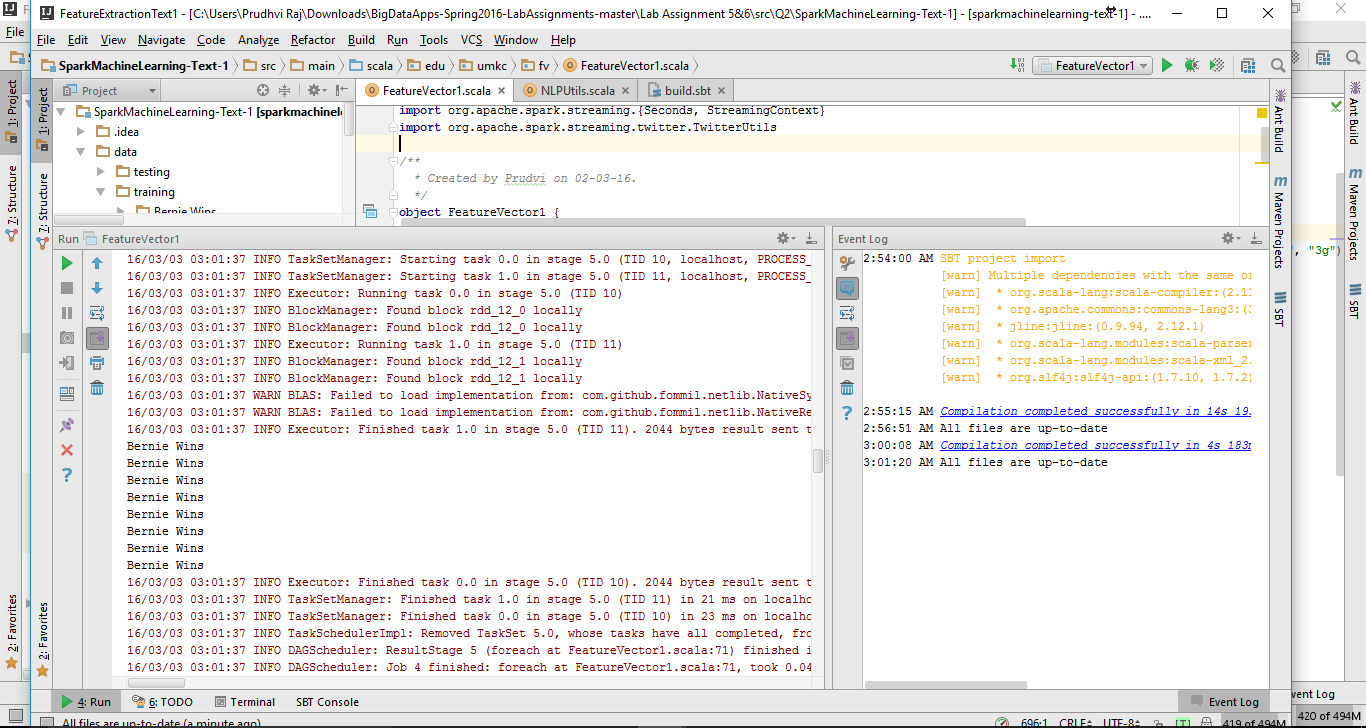 FeatureExtractionText1 - [C:\Users\Prudhvi Raj\Downloads\BigDataApps-Spring2016-LabAssignments-master\Lab Assignment 5&6\src\Q2\SparkMachineLearning-Text-1] - [sparkmachinelearning-text-1] - ....
File
File Edit View Navigate Code Analyze Refactor Build Run Tools VCS Window Help
SparkMachineLearning-Text-1 src main scala edu umkc fv FeatureVector1.scala
FeatureVector1
1: Project
7: Structure
2: Favorites
1: Project
7: Structure
2: Favorites
Project
SparkMachineLearning-Text-1 [sparkmachinel
.idea
data
testing
training
Bernie Wins
FeatureVector1.scala NLPUtils.scala build.sbt
import org.apache.spark.streaming.{Seconds, StreamingContext}
import org.apache.spark.streaming.twitter.TwitterUtils
/**
* Created by Prudvi on 02-03-16.
*/
object FeatureVector1 {
Ant Build
Maven Projects
SBT
Ant Build
Maven Projects
SBT
, "3g")
Run FeatureVector1
16/03/03 03:01:37 INFO TaskSetManager: Starting task 0.0 in stage 5.0 (TID 10, localhost, PROCESS_
16/03/03 03:01:37 INFO TaskSetManager: Starting task 1.0 in stage 5.0 (TID 11, localhost, PROCESS_
16/03/03 03:01:37 INFO Executor: Running task 0.0 in stage 5.0 (TID 10)
16/03/03 03:01:37 INFO BlockManager: Found block rdd_12_0 locally
16/03/03 03:01:37 INFO BlockManager: Found block rdd_12_0 locally
16/03/03 03:01:37 INFO Executor: Running task 1.0 in stage 5.0 (TID 11)
16/03/03 03:01:37 INFO BlockManager: Found block rdd_12_1 locally
16/03/03 03:01:37 INFO BlockManager: Found block rdd_12_1 locally
16/03/03 03:01:37 WARN BLAS: Failed to load implementation from: com.github.fommil.netlib.NativeSy
16/03/03 03:01:37 WARN BLAS: Failed to load implementation from: com.github.fommil.netlib.NativeRe
16/03/03 03:01:37 INFO Executor: Finished task 1.0 in stage 5.0 (TID 11). 2044 bytes result sent t
Bernie Wins
Bernie Wins
Bernie Wins
Bernie Wins
Bernie Wins
Bernie Wins
Bernie Wins
Bernie Wins
16/03/03 03:01:37 INFO Executor: Finished task 0.0 in stage 5.0 (TID 10). 2044 bytes result sent t
16/03/03 03:01:37 INFO TaskSetManager: Finished task 1.0 in stage 5.0 (TID 11) in 21 ms on localho
16/03/03 03:01:37 INFO TaskSetManager: Finished task 0.0 in stage 5.0 (TID 10) in 23 ms on localho
16/03/03 03:01:37 INFO TaskSchedulerImpl: Removed TaskSet 5.0, whose tasks have all completed, fro
16/03/03 03:01:37 INFO DAGScheduler: ResultStage 5 (foreach at FeatureVector1.scala:71) finished i
16/03/03 03:01:37 INFO DAGScheduler: Job 4 finished: foreach at FeatureVector1.scala:71, took 0.04
Event Log
2:54:00 AM SBT project import
[warn] Multiple dependencies with the same or
[warn] * org.scala-lang:scala-compiler:(2.11
[warn] * org.apache.commons:commons-lang3:(3
[warn] * jline:jline:(0.9.94, 2.12.1)
[warn] * org.scala-lang.modules:scala-parser
[warn] * org.scala-lang.modules:scala-xml_2.
[warn] * org.slf4j:slf4j-api:(1.7.10, 1.7.2)
2:55:15 AM Compilation completed successfully in 14s 19
2:56:51 AM All files are up-to-date
3:00:08 AM Compilation completed successfully in 4s 183m
3:01:20 AM All files are up-to-date
4: Run 6: TODO Terminal SBT Console Event Log
vent Log
All files are up-to-date (a minute ago)
696:1 CRLF UTF-8 [T] 419 of 494M
420 of 494M